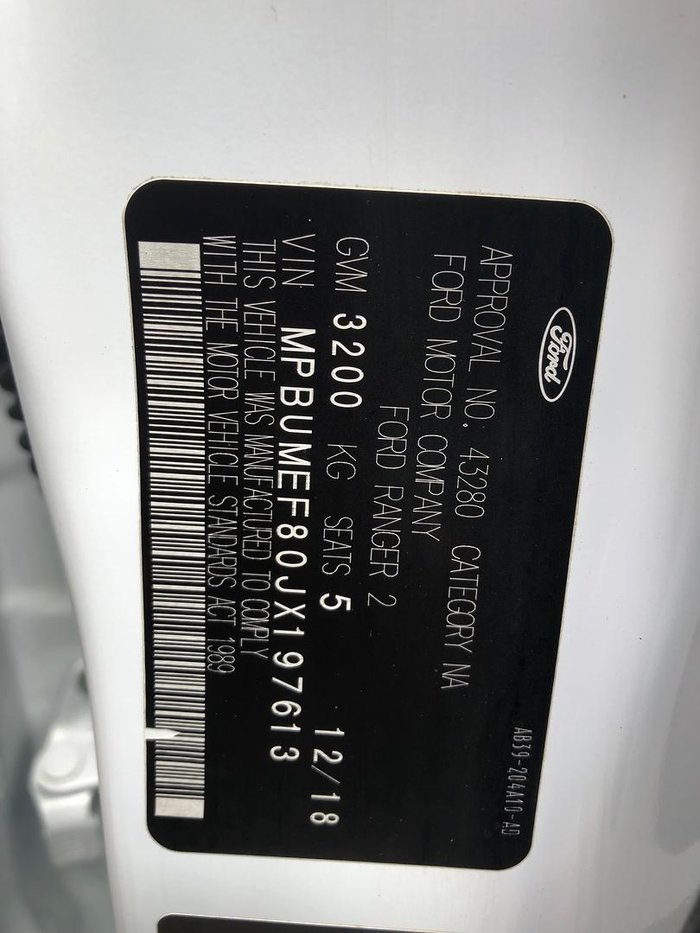 Ford
AB39-204A10-AD
APPROVAL NO. 43280 CATEGORY NA
FORD MOTOR COMPANY
FORD RANGER 2
GVM 3200 KG SEATS 5 12/18
VIN MPBUMEF80JX197613
THIS VEHICLE WAS MANUFACTURED TO COMPLY
WITH THE MOTOR VEHICLE STANDARDS ACT 1989